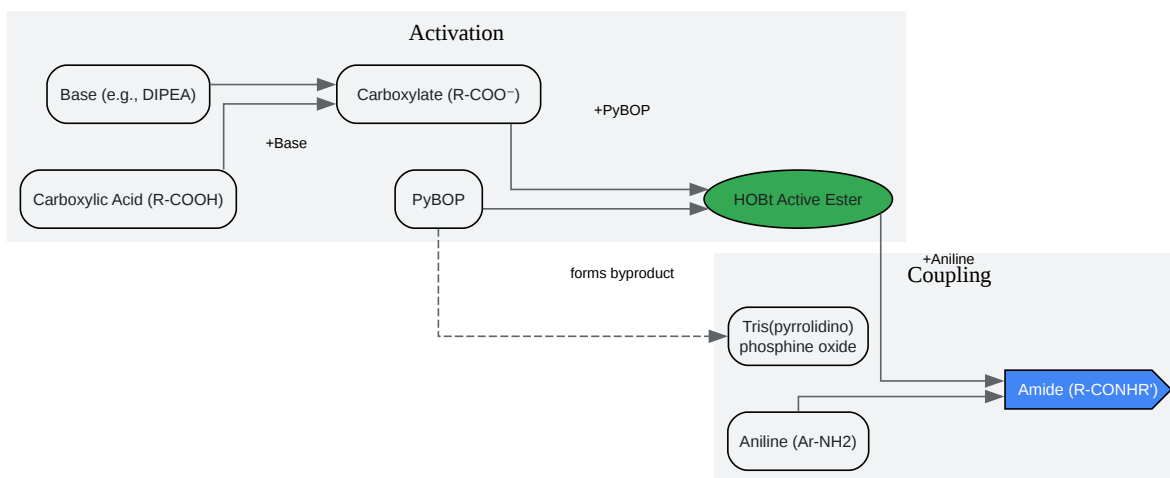 Activation
Base (e.g., DIPEA)
Carboxylate (R-COO⁻)
+PyBOP
+Base
Carboxylic Acid (R-COOH)
PyBOP
HOBt Active Ester
+Aniline
Coupling
forms byproduct
Tris(pyrrolidino)
phosphine oxide
Amide (R-CONHR')
Aniline (Ar-NH2)